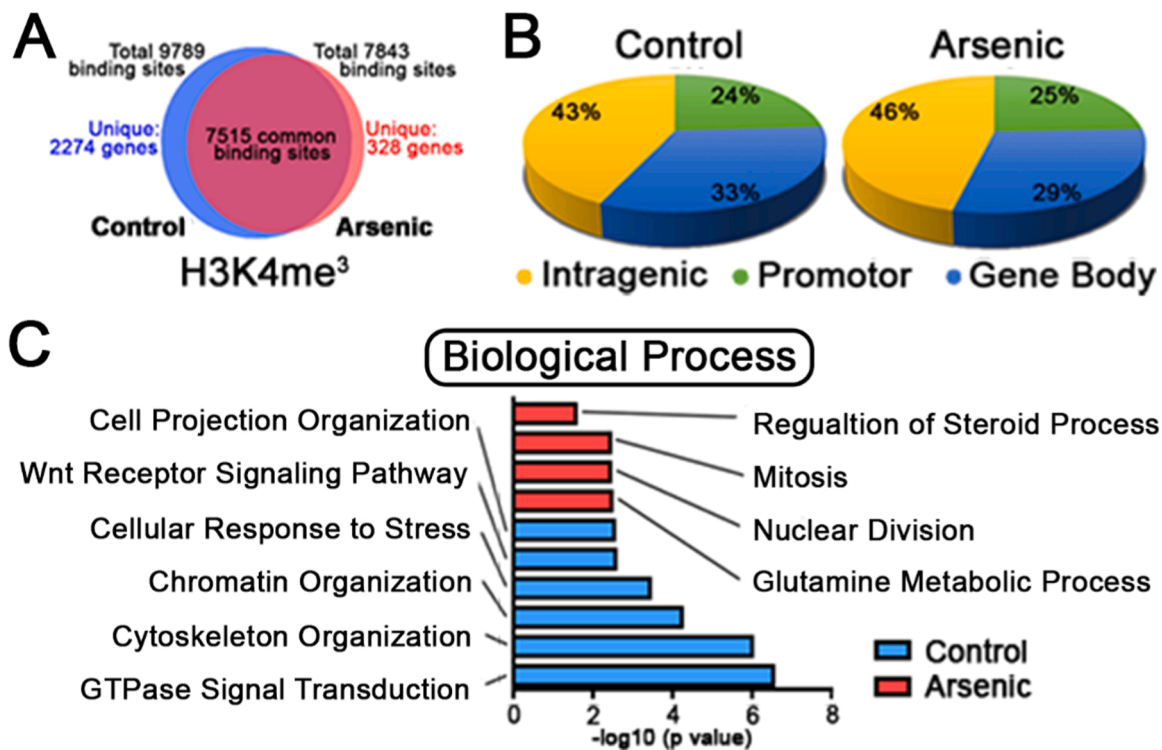 A
Total 9789
binding sites
Total 7843
binding sites
Unique:
2274 genes
7515 common
binding sites
Unique:
328 genes
Control
Arsenic
H3K4me³
B
Control
Arsenic
43%
24%
33%
46%
25%
29%
Intragenic
Promotor
Gene Body
C
Biological Process
Cell Projection Organization
Wnt Receptor Signaling Pathway
Cellular Response to Stress
Chromatin Organization
Cytoskeleton Organization
GTPase Signal Transduction
Regualtion of Steroid Process
Mitosis
Nuclear Division
Glutamine Metabolic Process
Control
Arsenic
0 2 4 6 8
-log10 (p value)